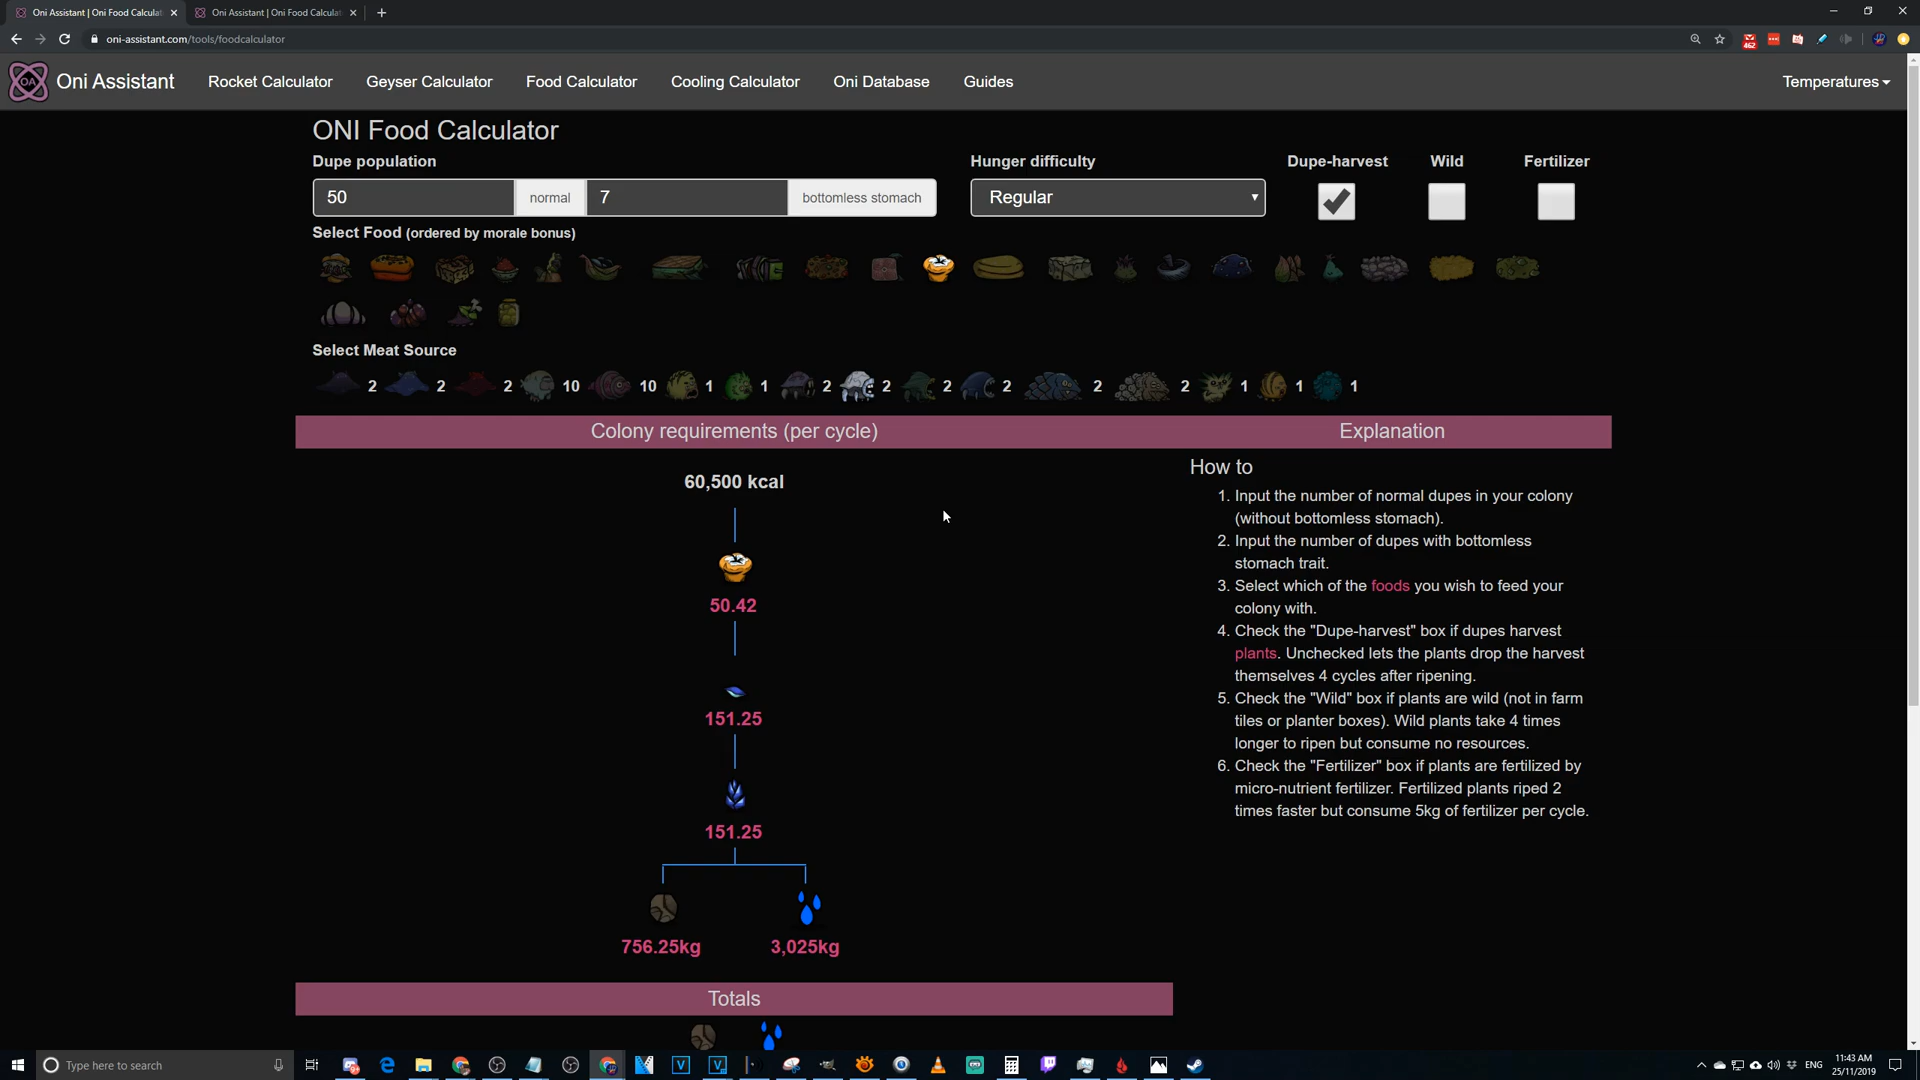 Oni Assistant | Oni Food Calculat
Oni Assistant | Oni Food Calculat
oni-assistant.com/tools/foodcalculator
462
OA Oni Assistant Rocket Calculator Geyser Calculator Food Calculator Cooling Calculator Oni Database Guides Temperatures
ONI Food Calculator
Dupe population Hunger difficulty Dupe-harvest Wild Fertilizer
50 normal 7 bottomless stomach Regular
Select Food (ordered by morale bonus)
Select Meat Source
2 2 2 10 10 1 1 2 2 2 2 2 2 1 1 1
Colony requirements (per cycle) Explanation
60,500 kcal
50.42
151.25
151.25
756.25kg 3,025kg
Totals
How to
1. Input the number of normal dupes in your colony
(without bottomless stomach).
2. Input the number of dupes with bottomless
stomach trait.
3. Select which of the foods you wish to feed your
colony with.
4. Check the "Dupe-harvest" box if dupes harvest
plants. Unchecked lets the plants drop the harvest
themselves 4 cycles after ripening.
5. Check the "Wild" box if plants are wild (not in farm
tiles or planter boxes). Wild plants take 4 times
longer to ripen but consume no resources.
6. Check the "Fertilizer" box if plants are fertilized by
micro-nutrient fertilizer. Fertilized plants riped 2
times faster but consume 5kg of fertilizer per cycle.
Type here to search
ENG
11:43 AM
25/11/2019